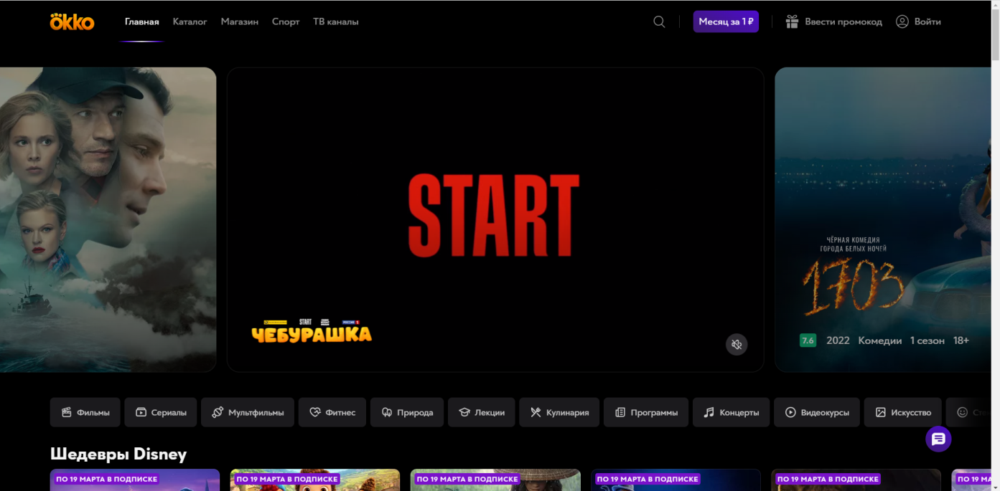 okko
Главная
Каталог
Магазин
Спорт
ТВ каналы
Месяц за 1 ₽
Ввести промокод
Войти
START
START
РОССИЯ 1
ЧЕБУРАШКА
ЧЁРНАЯ КОМЕДИЯ
ГОРОДА БЕЛЫХ НОЧЕЙ
1703
7.6 2022 Комедии 1 сезон 18+
Фильмы
Сериалы
Мультфильмы
Фитнес
Природа
Лекции
Кулинария
Программы
Концерты
Видеокурсы
Искусство
Шедевры Disney
ПО 19 МАРТА В ПОДПИСКЕ
ПО 19 МАРТА В ПОДПИСКЕ
ПО 19 МАРТА В ПОДПИСКЕ
ПО 19 МАРТА В ПОДПИСКЕ
ПО 19 МАРТА В ПОДПИСКЕ
ПО 19 МА